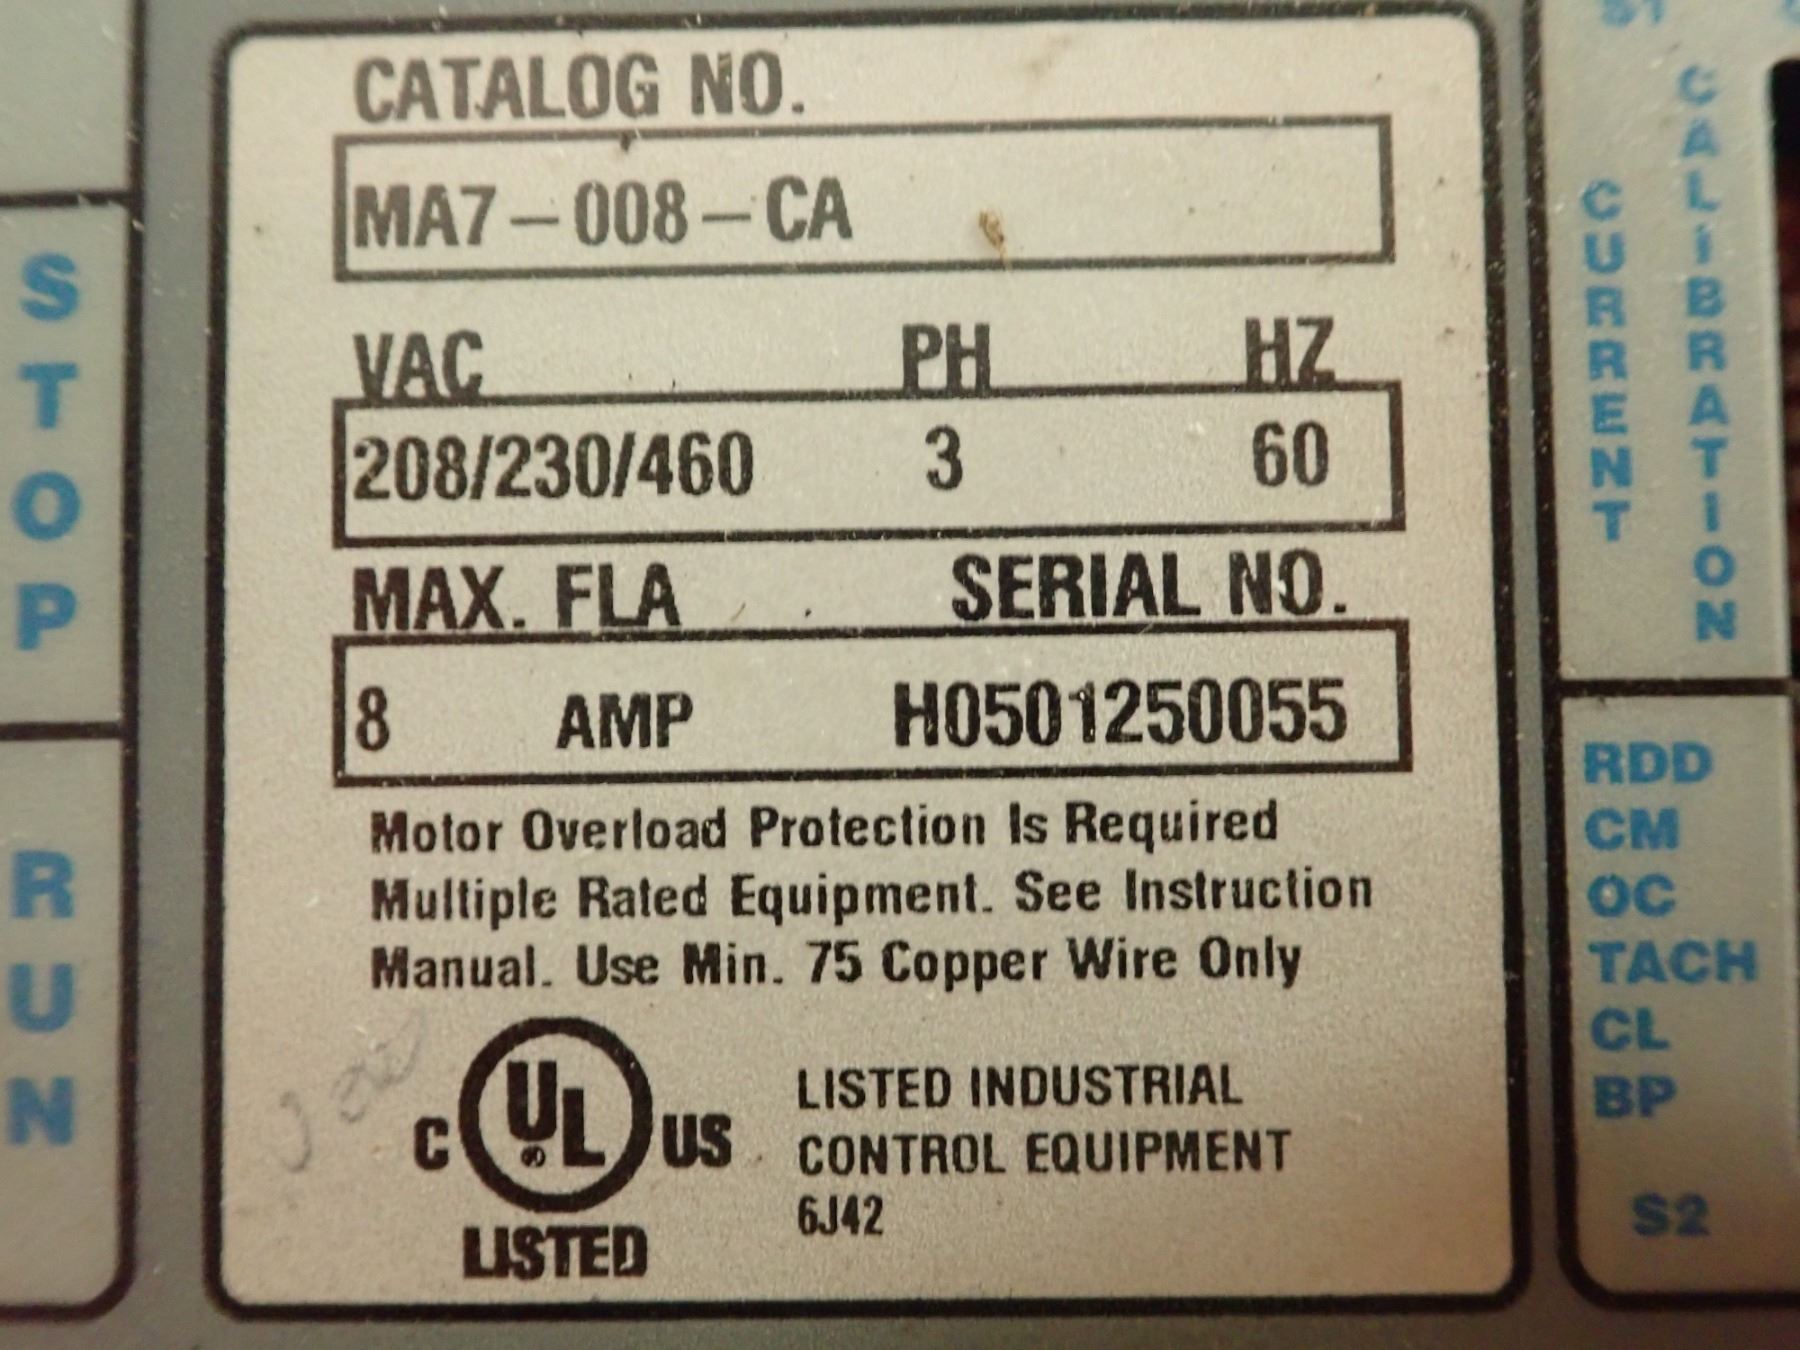 CATALOG NO.
MA7-008-CA
VAC PH HZ
208/230/460 3 60
MAX. FLA SERIAL NO.
8 AMP H0501250055
Motor Overload Protection Is Required
Multiple Rated Equipment. See Instruction
Manual. Use Min. 75 Copper Wire Only
C UL® US
LISTED
LISTED INDUSTRIAL
CONTROL EQUIPMENT
6J42
STOP
RUN
S1
CURRENT
CALIBRATION
RDD
CM
OC
TACH
CL
BP
S2